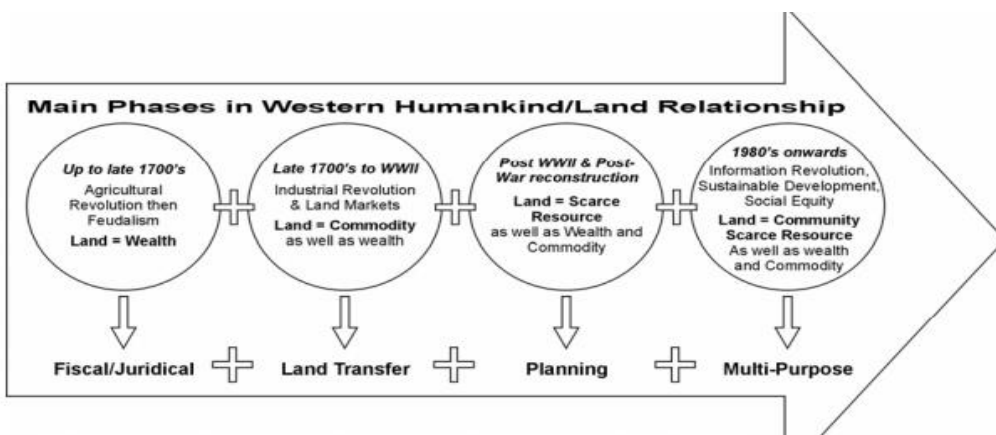 Main Phases in Western Humankind/Land Relationship
Up to late 1700's
Agricultural
Revolution then
Feudalism
Land = Wealth
Late 1700's to WWII
Industrial Revolution
& Land Markets
Land = Commodity
as well as wealth
Post WWII & Post-
War reconstruction
Land = Scarce
Resource
as well as Wealth and
Commodity
1980's onwards
Information Revolution,
Sustainable Development,
Social Equity
Land = Community
Scarce Resource
As well as wealth
and Commodity
Fiscal/Juridical
Land Transfer
Planning
Multi-Purpose